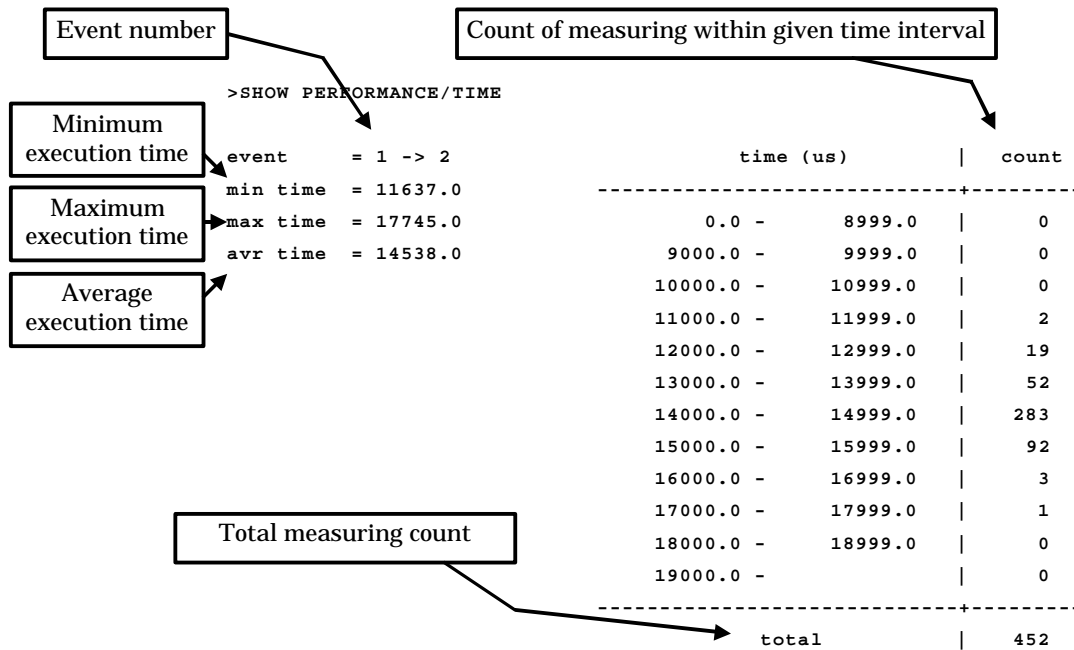 Event number
Count of measuring within given time interval
>SHOW PERFORMANCE/TIME
Minimum
execution time
Maximum
execution time
Average
execution time
event = 1 -> 2
min time = 11637.0
max time = 17745.0
avr time = 14538.0
time (us) | count
-----------------------------+---------
0.0 - 8999.0 | 0
9000.0 - 9999.0 | 0
10000.0 - 10999.0 | 0
11000.0 - 11999.0 | 2
12000.0 - 12999.0 | 19
13000.0 - 13999.0 | 52
14000.0 - 14999.0 | 283
15000.0 - 15999.0 | 92
16000.0 - 16999.0 | 3
17000.0 - 17999.0 | 1
18000.0 - 18999.0 | 0
19000.0 - | 0
-----------------------------+---------
total | 452
Total measuring count